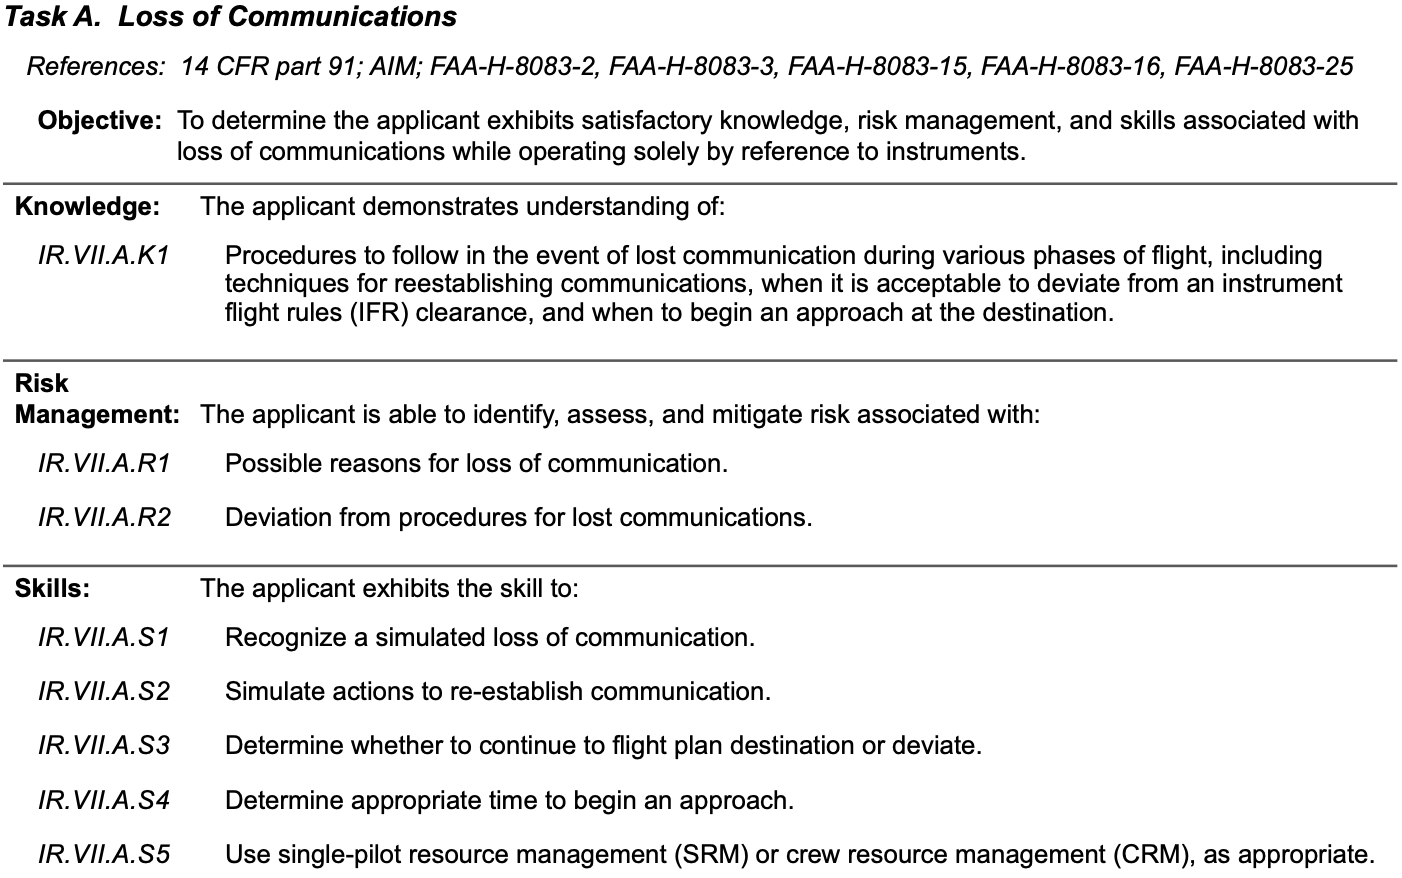 Task A. Loss of Communications
References: 14 CFR part 91; AIM; FAA-H-8083-2, FAA-H-8083-3, FAA-H-8083-15, FAA-H-8083-16, FAA-H-8083-25
Objective: To determine the applicant exhibits satisfactory knowledge, risk management, and skills associated with
loss of communications while operating solely by reference to instruments.
Knowledge: The applicant demonstrates understanding of:
IR.VII.A.K1 Procedures to follow in the event of lost communication during various phases of flight, including
techniques for reestablishing communications, when it is acceptable to deviate from an instrument
flight rules (IFR) clearance, and when to begin an approach at the destination.
Risk
Management: The applicant is able to identify, assess, and mitigate risk associated with:
IR.VII.A.R1 Possible reasons for loss of communication.
IR.VII.A.R2 Deviation from procedures for lost communications.
Skills: The applicant exhibits the skill to:
IR.VII.A.S1 Recognize a simulated loss of communication.
IR.VII.A.S2 Simulate actions to re-establish communication.
IR.VII.A.S3 Determine whether to continue to flight plan destination or deviate.
IR.VII.A.S4 Determine appropriate time to begin an approach.
IR.VII.A.S5 Use single-pilot resource management (SRM) or crew resource management (CRM), as appropriate.